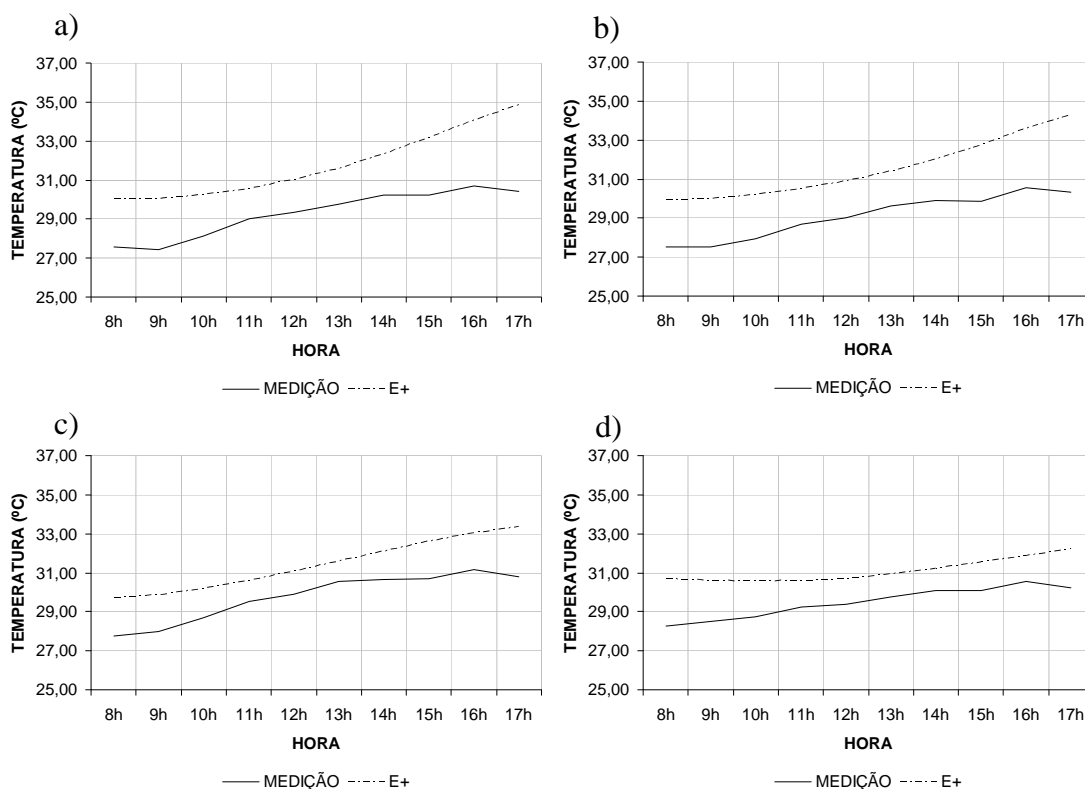 a)
37,00
35,00
33,00
31,00
29,00
27,00
25,00
TEMPERATURA (ºC)
8h 9h 10h 11h 12h 13h 14h 15h 16h 17h
HORA
MEDIÇÃO E+
b)
37,00
35,00
33,00
31,00
29,00
27,00
25,00
TEMPERATURA (ºC)
8h 9h 10h 11h 12h 13h 14h 15h 16h 17h
HORA
MEDIÇÃO E+
c)
37,00
35,00
33,00
31,00
29,00
27,00
25,00
TEMPERATURA (ºC)
8h 9h 10h 11h 12h 13h 14h 15h 16h 17h
HORA
MEDIÇÃO E+
d)
37,00
35,00
33,00
31,00
29,00
27,00
25,00
TEMPERATURA (ºC)
8h 9h 10h 11h 12h 13h 14h 15h 16h 17h
HORA
MEDIÇÃO E+